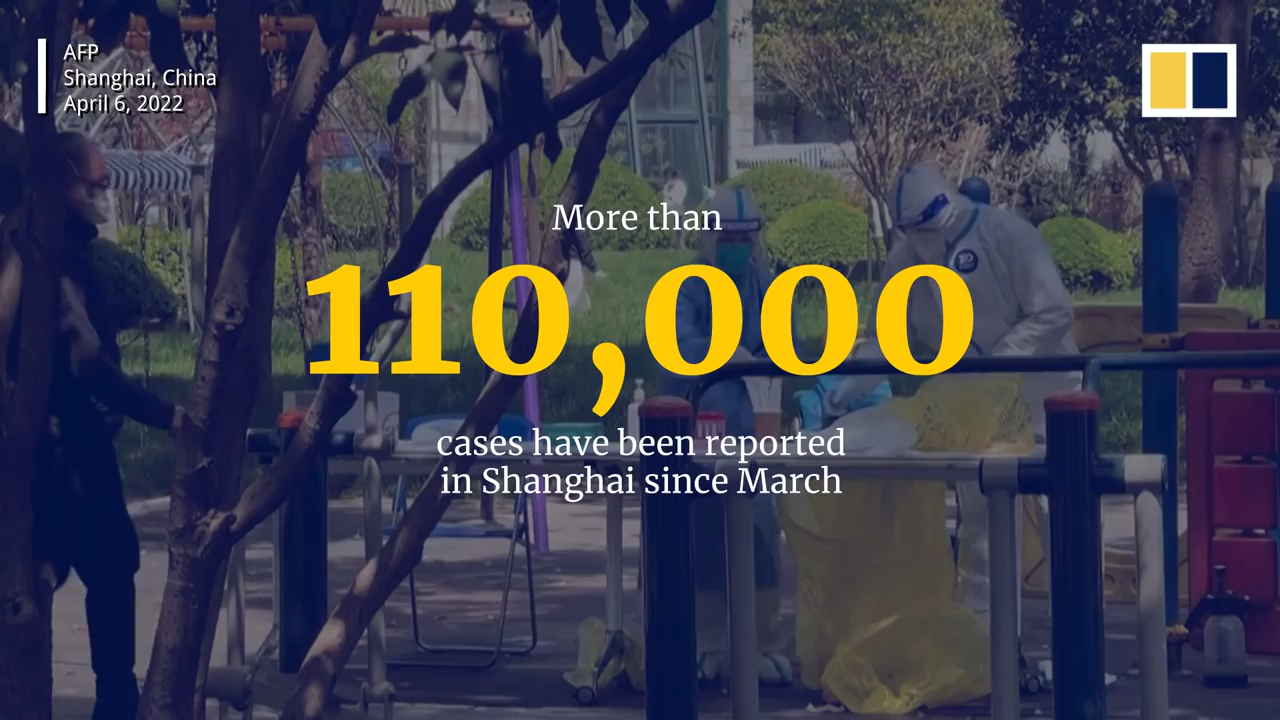 AFP
Shanghai, China
April 6, 2022
More than
110,000
cases have been reported
in Shanghai since March